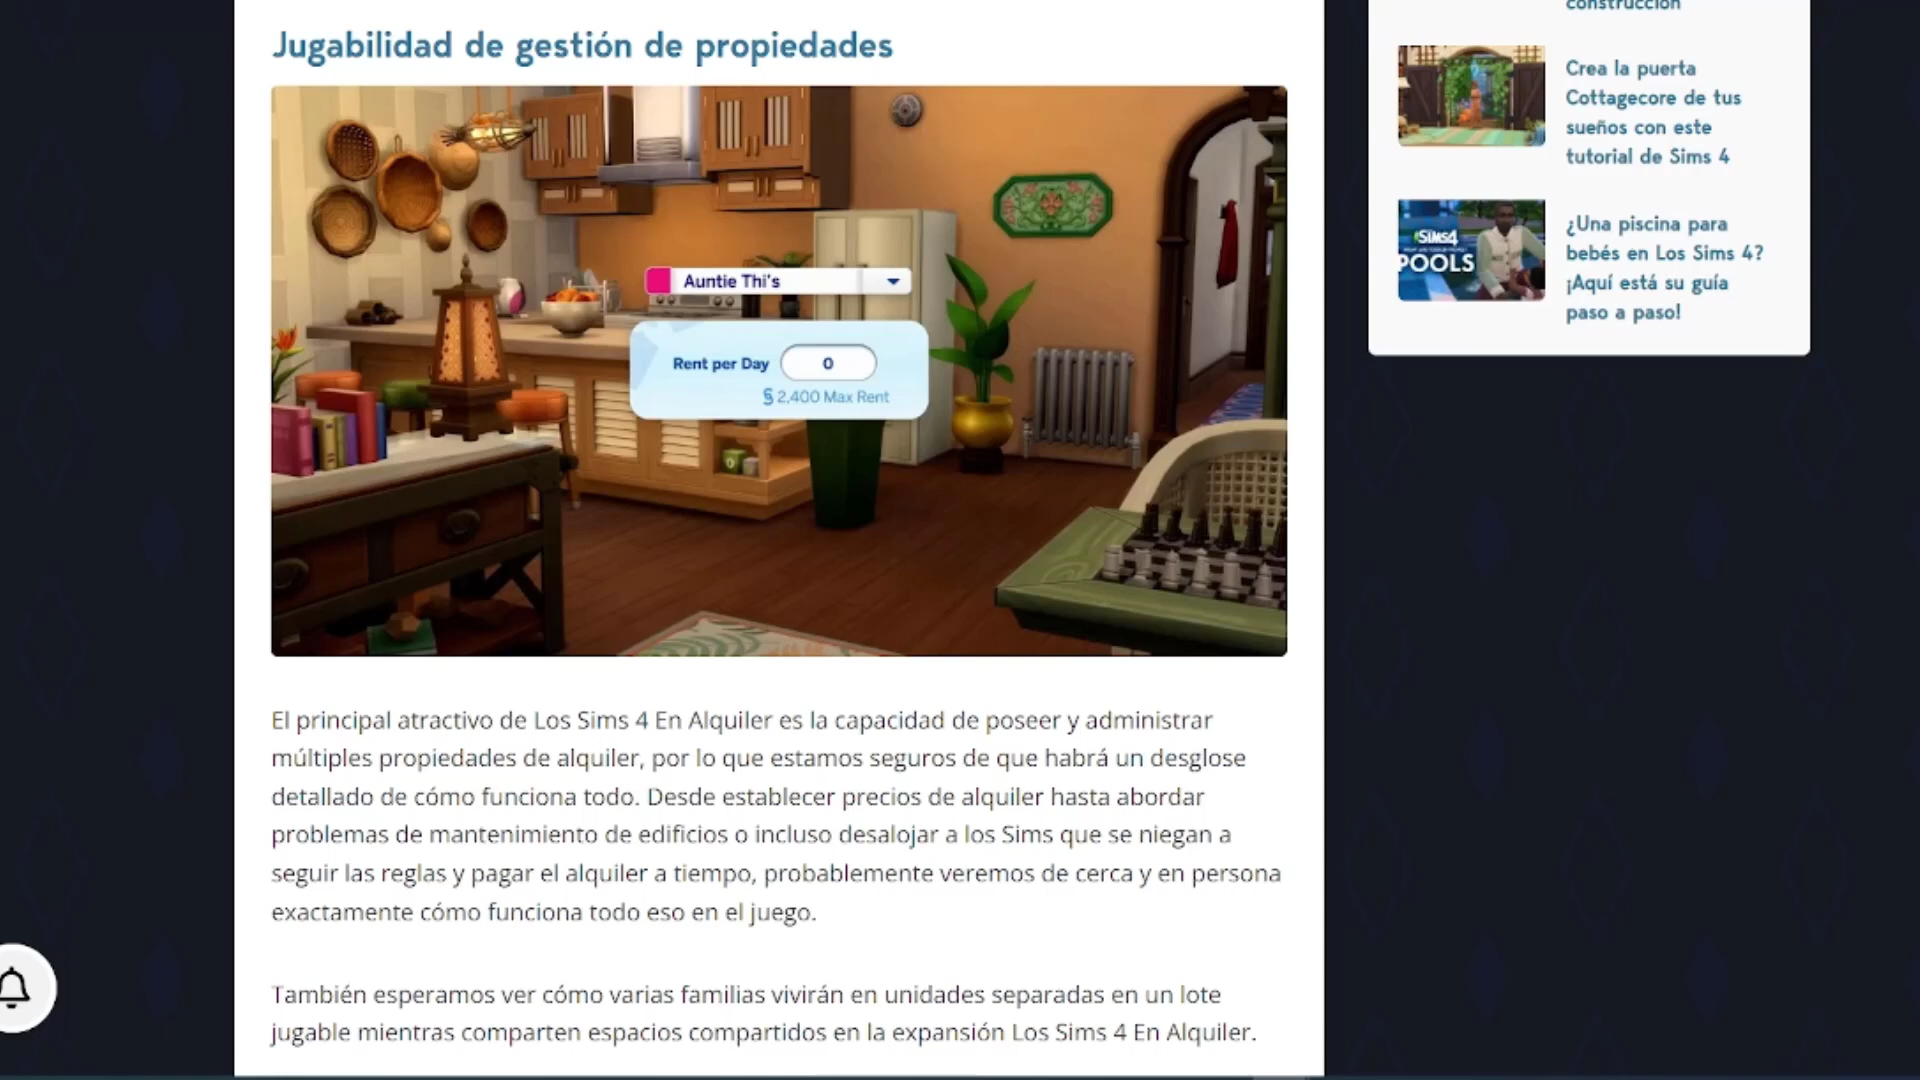 Jugabilidad de gestión de propiedades
Auntie Thi's
Rent per Day 0
§ 2,400 Max Rent
El principal atractivo de Los Sims 4 En Alquiler es la capacidad de poseer y administrar
múltiples propiedades de alquiler, por lo que estamos seguros de que habrá un desglose
detallado de cómo funciona todo. Desde establecer precios de alquiler hasta abordar
problemas de mantenimiento de edificios o incluso desalojar a los Sims que se niegan a
seguir las reglas y pagar el alquiler a tiempo, probablemente veremos de cerca y en persona
exactamente cómo funciona todo eso en el juego.
También esperamos ver cómo varias familias vivirán en unidades separadas en un lote
jugable mientras comparten espacios compartidos en la expansión Los Sims 4 En Alquiler.
construcción
Crea la puerta
Cottagecore de tus
sueños con este
tutorial de Sims 4
SIMS4
POOLS
¿Una piscina para
bebés en Los Sims 4?
¡Aquí está su guía
paso a paso!